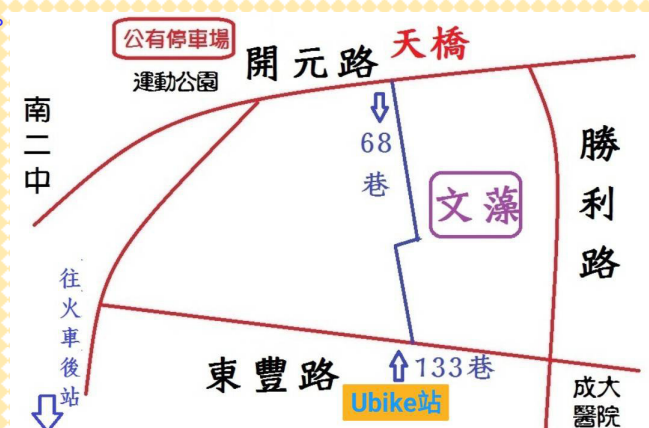 公有停車場
運動公園
開元路
天橋
南二中
68
巷
文藻
勝利路
往火車後站
東豐路
133巷
Ubike站
成大
醫院